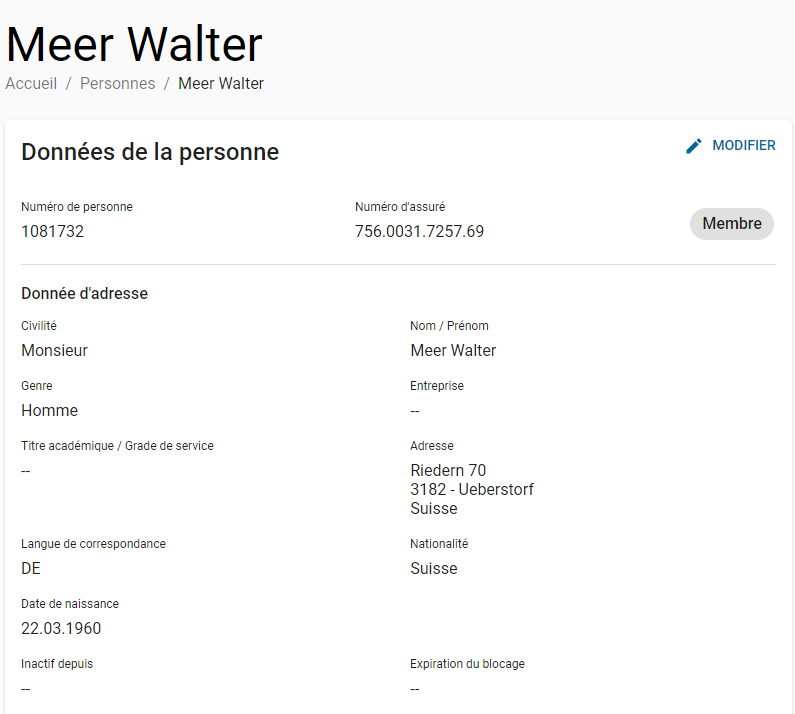 Meer Walter
Accueil / Personnes / Meer Walter
Données de la personne
MODIFIER
Numéro de personne
Numéro d'assuré
1081732
756.0031.7257.69
Membre
Donnée d'adresse
Civilité
Nom / Prénom
Monsieur
Meer Walter
Genre
Entreprise
Homme
--
Titre académique / Grade de service
Adresse
--
Riedern 70
3182 - Ueberstorf
Suisse
Langue de correspondance
Nationalité
DE
Suisse
Date de naissance
22.03.1960
Inactif depuis
Expiration du blocage
--
--